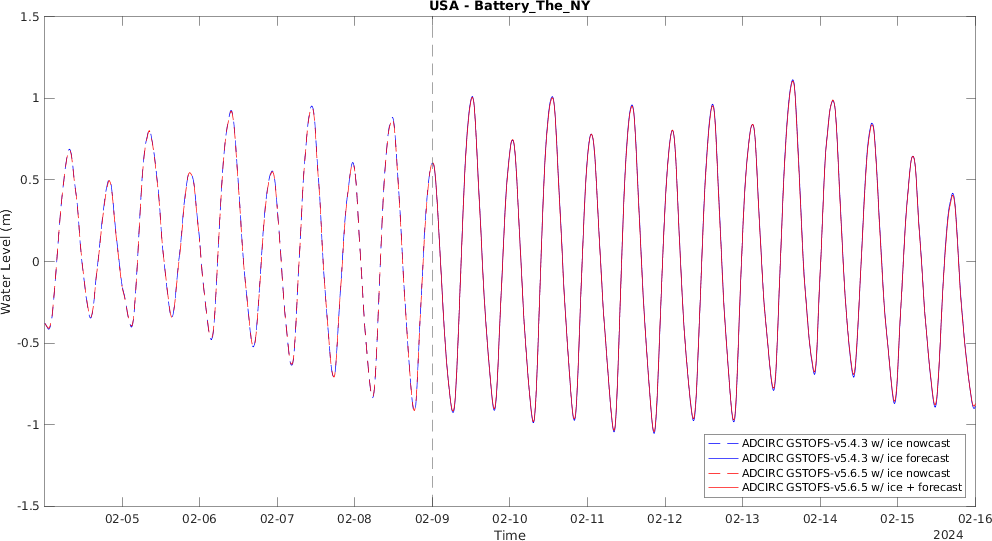 USA - Battery_The_NY
1.5
1
0.5
0
-0.5
-1
-1.5
Water Level (m)
ADCIRC GSTOFS-v5.4.3 w/ ice nowcast
ADCIRC GSTOFS-v5.4.3 w/ ice forecast
ADCIRC GSTOFS-v5.6.5 w/ ice nowcast
ADCIRC GSTOFS-v5.6.5 w/ ice + forecast
02-05 02-06 02-07 02-08 02-09 02-10 02-11 02-12 02-13 02-14 02-15 02-16
Time
2024